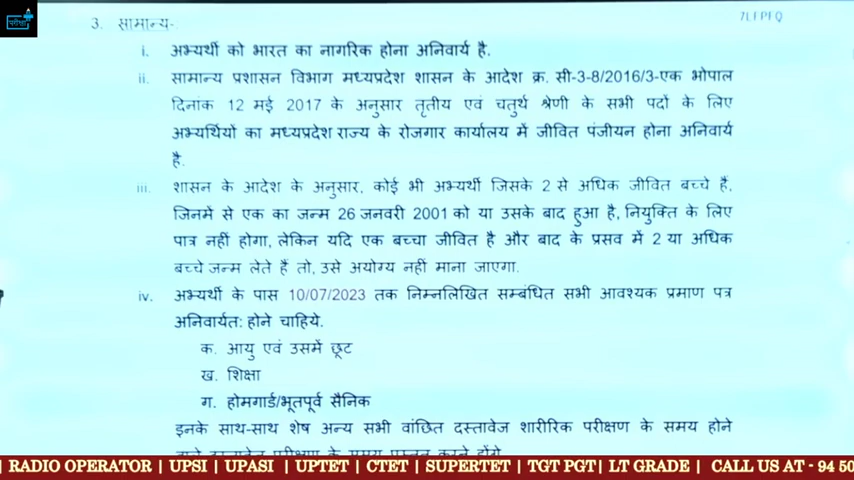 परीक्षा
7LFPFQ
3. सामान्य-
i. अभ्यर्थी को भारत का नागरिक होना अनिवार्य है.
ii. सामान्य प्रशासन विभाग मध्यप्रदेश शासन के आदेश क्र. सी-3-8/2016/3-एक भोपाल
दिनांक 12 मई 2017 के अनुसार तृतीय एवं चतुर्थ श्रेणी के सभी पदों के लिए
अभ्यर्थियों का मध्यप्रदेश राज्य के रोजगार कार्यालय में जीवित पंजीयन होना अनिवार्य
है.
iii. शासन के आदेश के अनुसार, कोई भी अभ्यर्थी जिसके 2 से अधिक जीवित बच्चे हैं,
जिनमें से एक का जन्म 26 जनवरी 2001 को या उसके बाद हुआ है, नियुक्ति के लिए
पात्र नहीं होगा, लेकिन यदि एक बच्चा जीवित है और बाद के प्रसव में 2 या अधिक
बच्चे जन्म लेते हैं तो, उसे अयोग्य नहीं माना जाएगा.
iv. अभ्यर्थी के पास 10/07/2023 तक निम्नलिखित सम्बंधित सभी आवश्यक प्रमाण पत्र
अनिवार्यत: होने चाहिये.
क. आयु एवं उसमें छूट
ख. शिक्षा
ग. होमगार्ड/भूतपूर्व सैनिक
इनके साथ-साथ शेष अन्य सभी वांछित दस्तावेज शारीरिक परीक्षण के समय होने
| RADIO OPERATOR | UPSI | UPASI | UPTET | CTET | SUPERTET | TGT PGT| LT GRADE | CALL US AT - 94 50